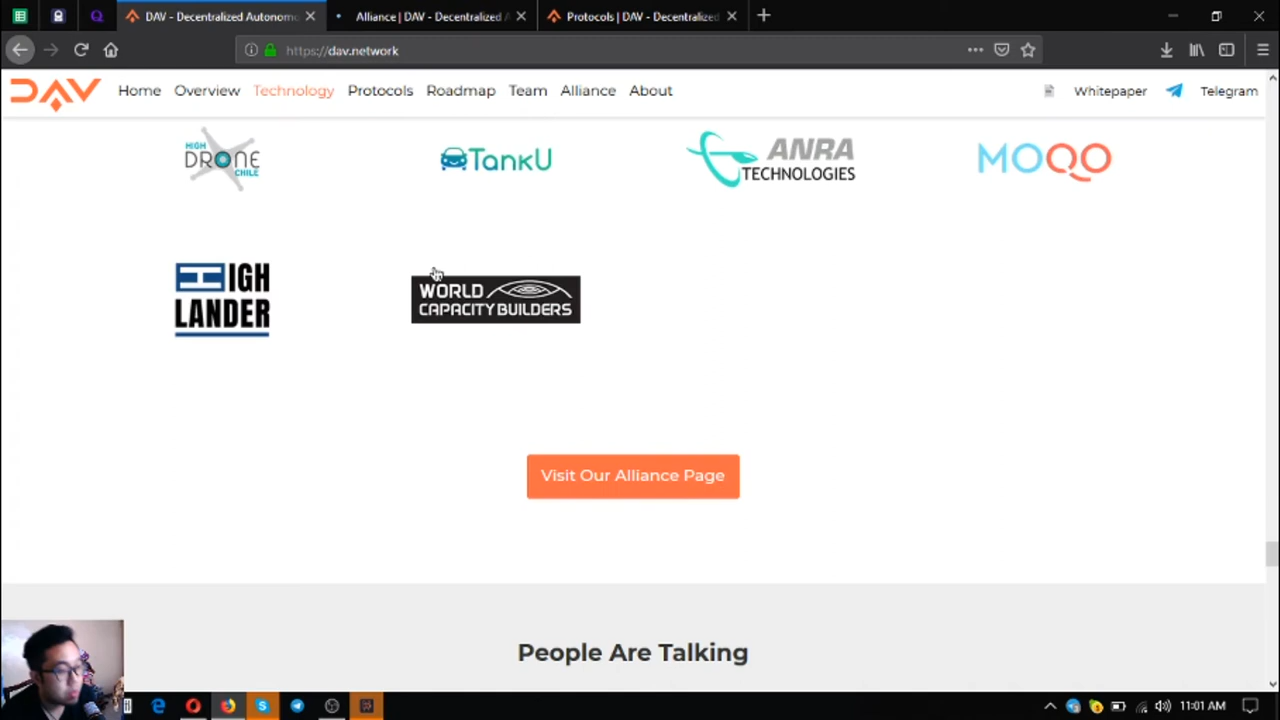 DAV - Decentralized Autonomo
Alliance | DAV - Decentralized A
Protocols | DAV - Decentralized
https://dav.network
DAV
Home
Overview
Technology
Protocols
Roadmap
Team
Alliance
About
Whitepaper
Telegram
HIGH
DRONE
CHILE
TANKU
ANRA
TECHNOLOGIES
MOQO
HIGH
LANDER
WORLD
CAPACITY BUILDERS
Visit Our Alliance Page
People Are Talking
11:01 AM